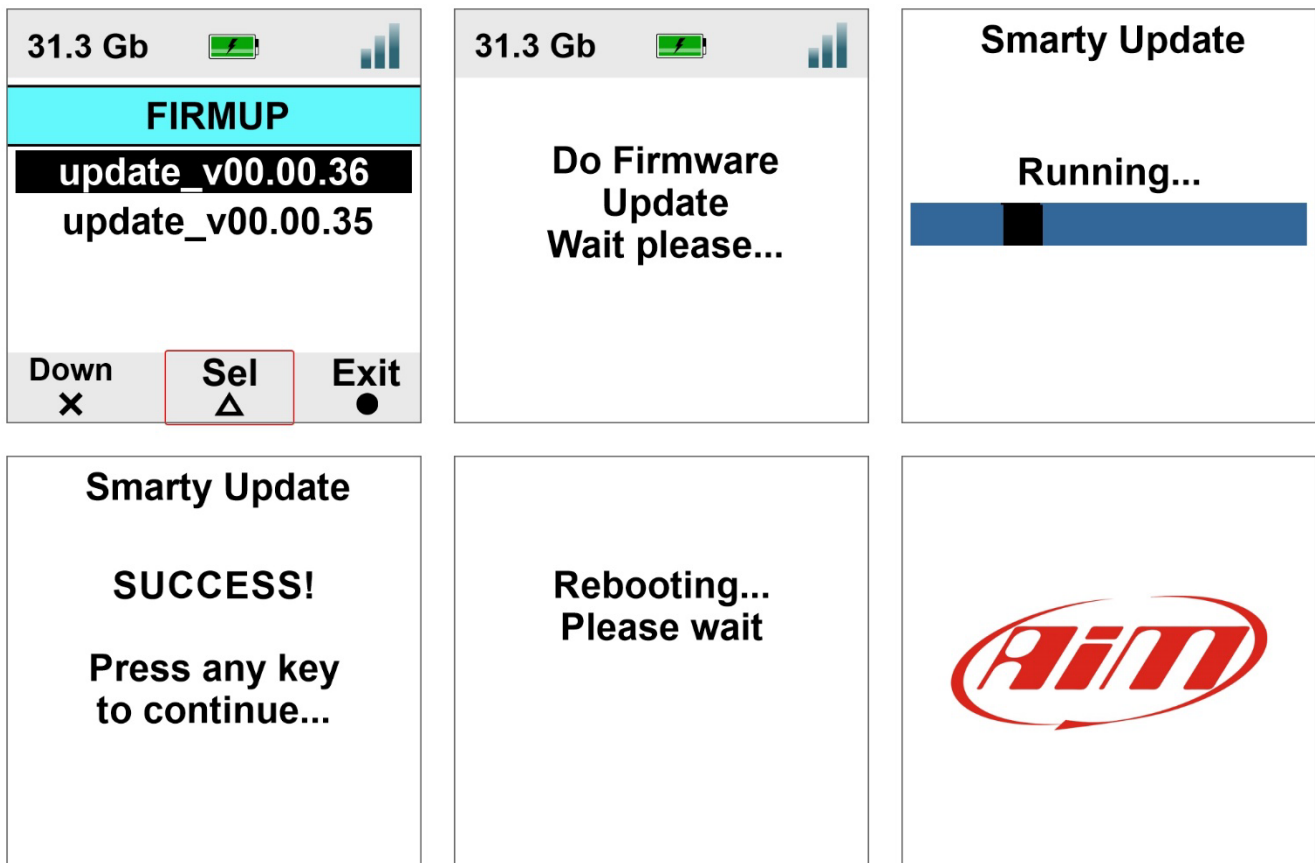 31.3 Gb
FIRMUP
update_v00.00.36
update_v00.00.35
Down
Sel
Exit
31.3 Gb
Do Firmware
Update
Wait please...
Smarty Update
Running...
Smarty Update
SUCCESS!
Press any key
to continue...
Rebooting...
Please wait
AiM